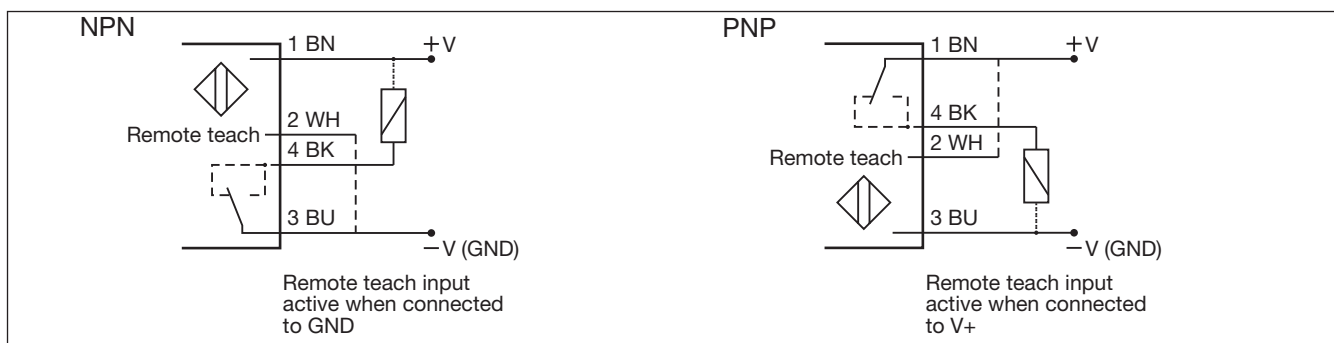 NPN
1 BN
+V
2 WH
Remote teach
4 BK
3 BU
−V (GND)
Remote teach input
active when connected
to GND
PNP
1 BN
+V
4 BK
2 WH
Remote teach
3 BU
−V (GND)
Remote teach input
active when connected
to V+